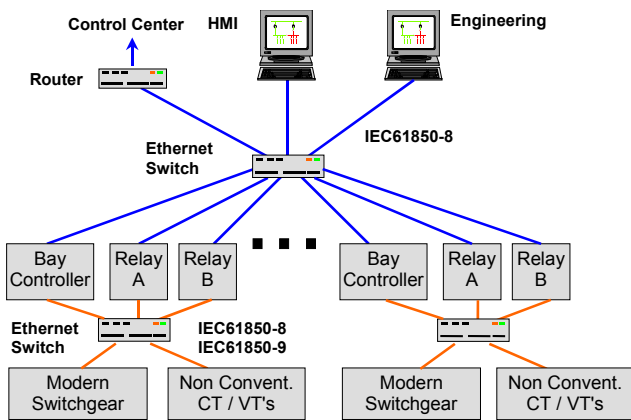 Control Center
HMI
Engineering
Router
Ethernet
Switch
IEC61850-8
Bay
Controller
Relay
A
Relay
B
Bay
Controller
Relay
A
Relay
B
Ethernet
Switch
IEC61850-8
IEC61850-9
Modern
Switchgear
Non Convent.
CT / VT's
Modern
Switchgear
Non Convent.
CT / VT's